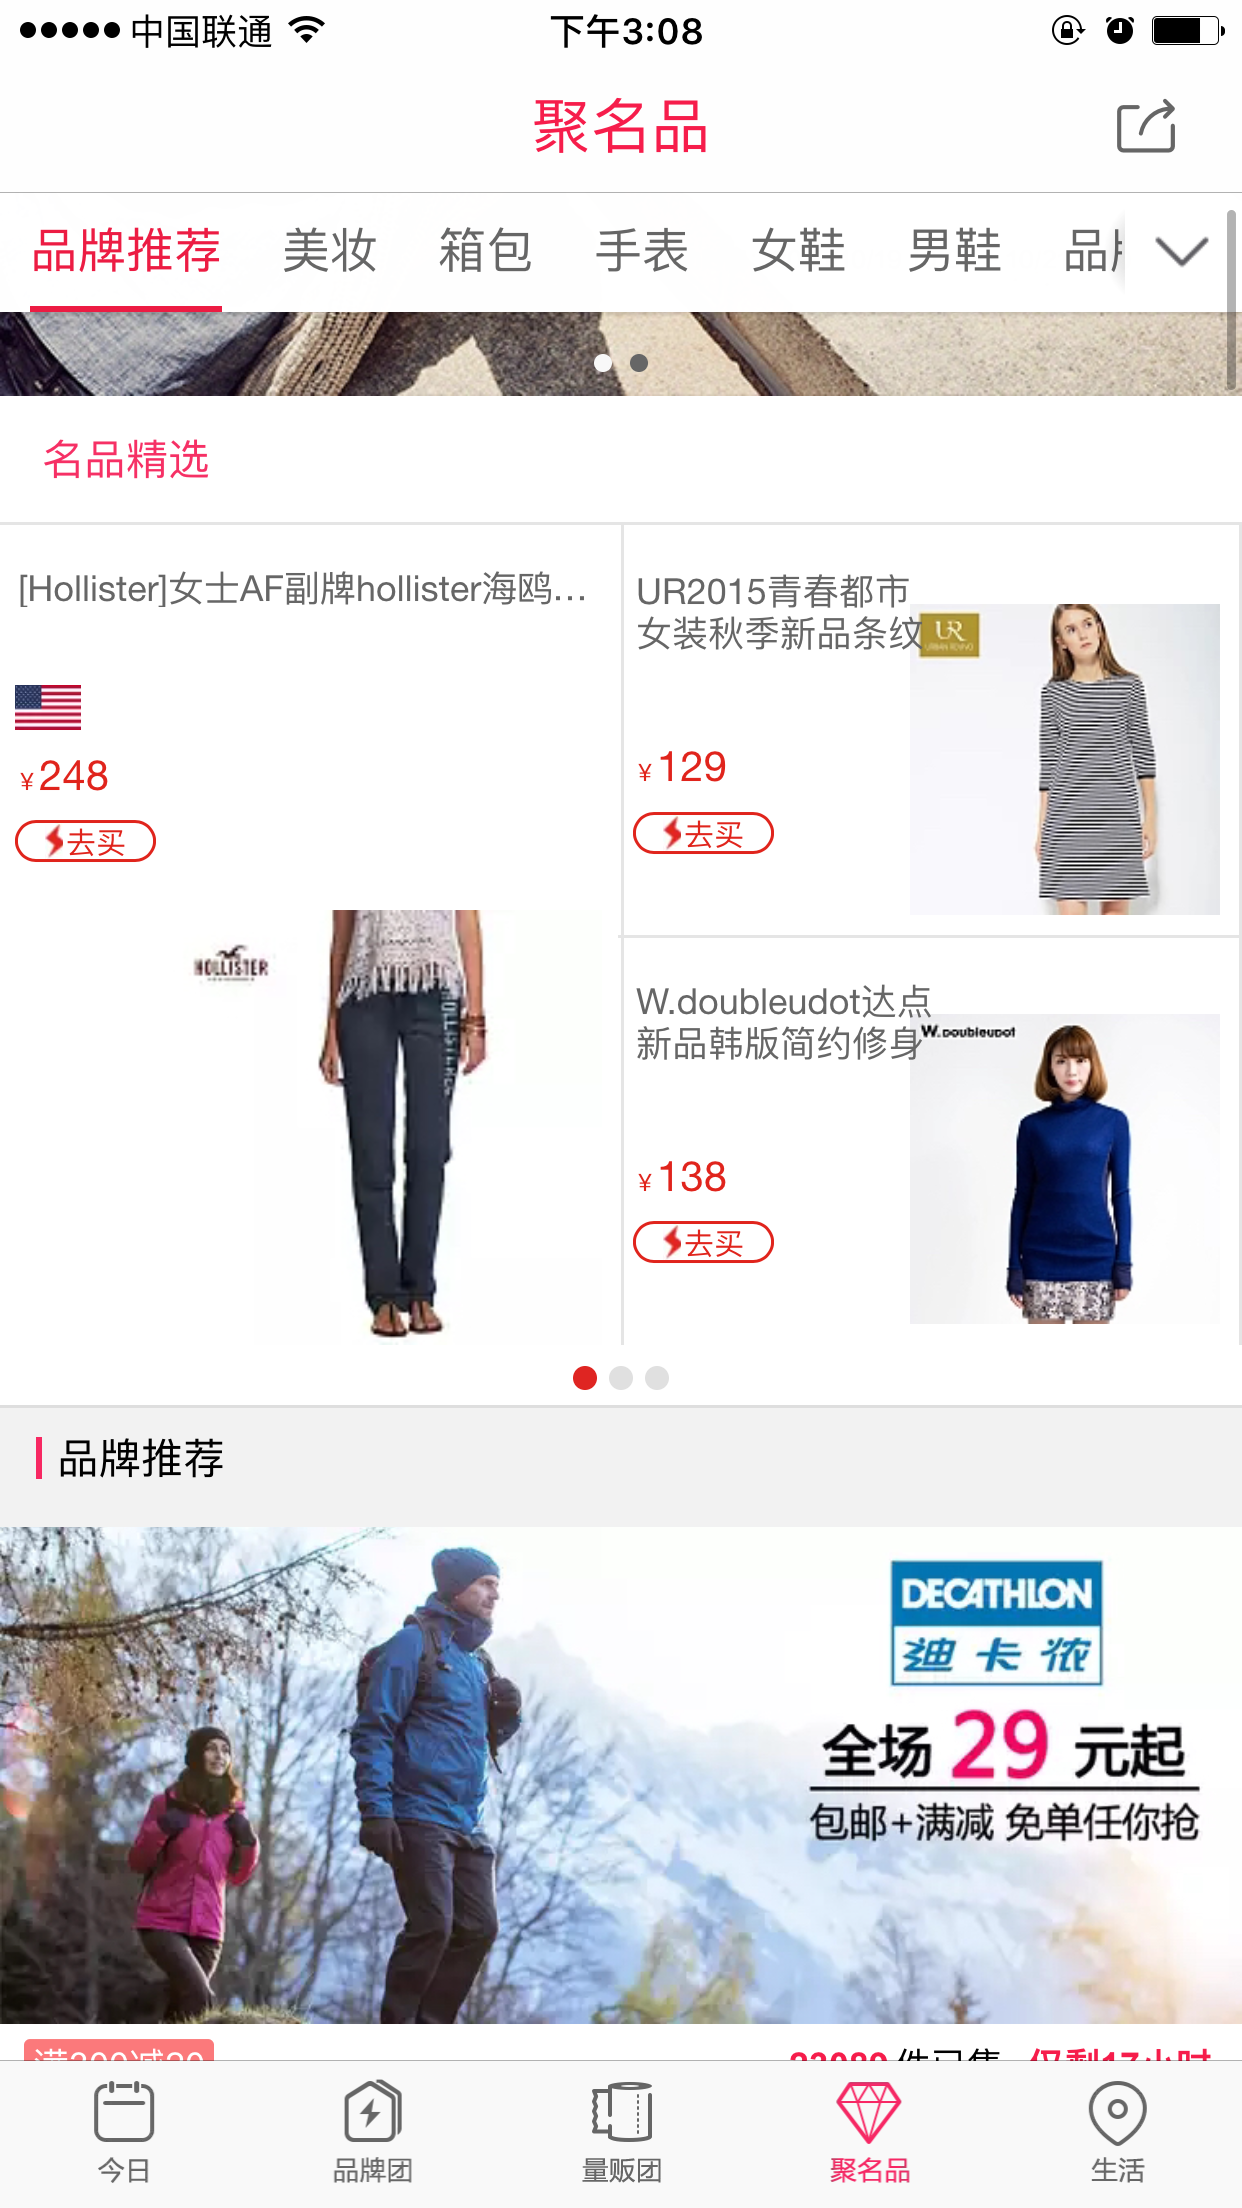 中国联通
下午3:08
聚名品
品牌推荐 美妆 箱包 手表 女鞋 男鞋
名品精选
[Hollister]女士AF副牌hollister海鸥...
¥248
去买
HOLLISTER
HOLLISTER
UR2015青春都市
女装秋季新品条纹
UR
URBAN REVIVO
¥129
去买
W.doubleudot达点
新品韩版简约修身
W.DOUBLEUDOT
¥138
去买
品牌推荐
DECATHLON
迪卡侬
全场 29 元起
包邮+满减 免单任你抢
今日 品牌团 量贩团 聚名品 生活